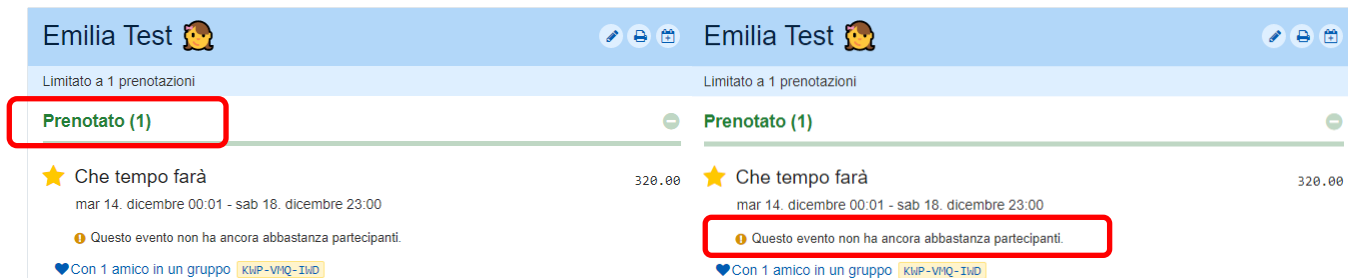 Emilia Test
Limitato a 1 prenotazioni
Prenotato (1)
Che tempo farà
320.00
mar 14. dicembre 00:01 - sab 18. dicembre 23:00
Questo evento non ha ancora abbastanza partecipanti.
Con 1 amico in un gruppo KWP-VMQ-IWD
Emilia Test
Limitato a 1 prenotazioni
Prenotato (1)
Che tempo farà
320.00
mar 14. dicembre 00:01 - sab 18. dicembre 23:00
Questo evento non ha ancora abbastanza partecipanti.
Con 1 amico in un gruppo KWP-VMQ-IWD